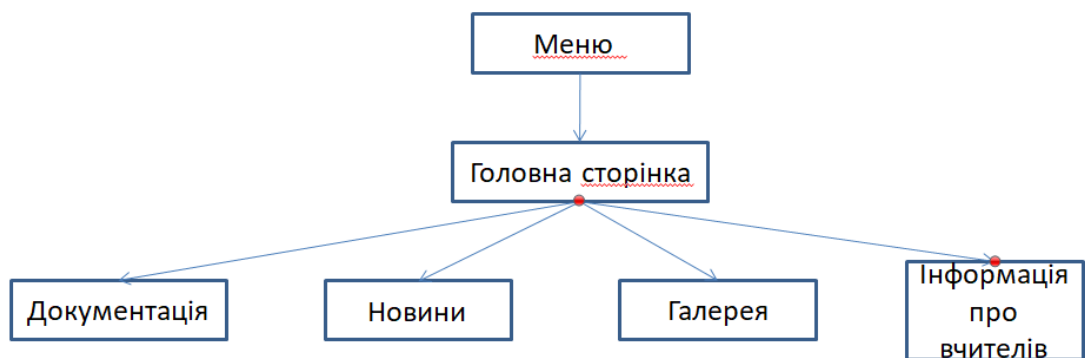 Меню
Головна сторінка
Документація
Новини
Галерея
Інформація
про
вчителів